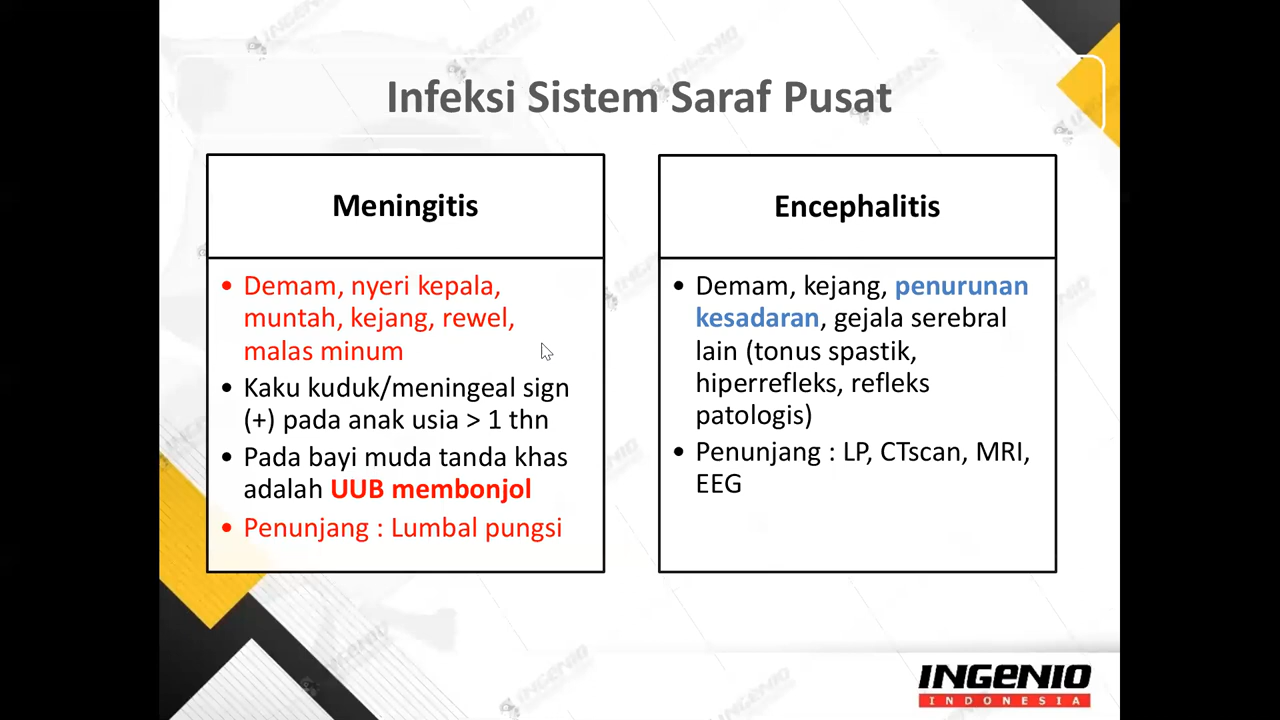 Infeksi Sistem Saraf Pusat
Meningitis
• Demam, nyeri kepala,
muntah, kejang, rewel,
malas minum
• Kaku kuduk/meningeal sign
(+) pada anak usia > 1 thn
• Pada bayi muda tanda khas
adalah UUB membonjol
• Penunjang : Lumbal pungsi
Encephalitis
• Demam, kejang, penurunan
kesadaran, gejala serebral
lain (tonus spastik,
hiperrefleks, refleks
patologis)
• Penunjang : LP, CTscan, MRI,
EEG
INGENIO
INDONESIA